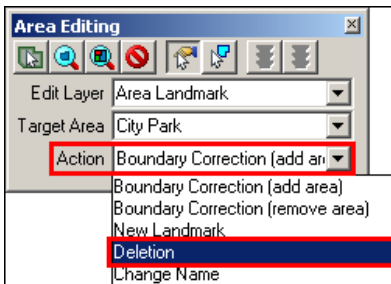 Area Editing
Edit Layer Area Landmark
Target Area City Park
Action Boundary Correction (add are
Boundary Correction (add area)
Boundary Correction (remove area)
New Landmark
Deletion
Change Name